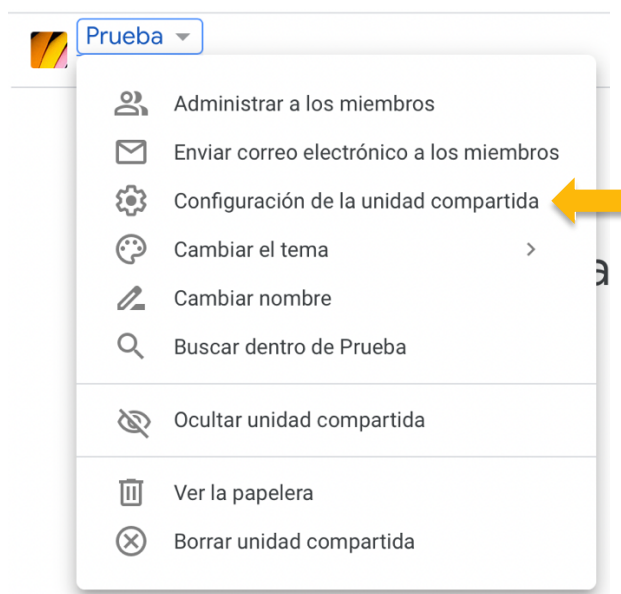 Prueba
Administrar a los miembros
Enviar correo electrónico a los miembros
Configuración de la unidad compartida
Cambiar el tema
Cambiar nombre
Buscar dentro de Prueba
Ocultar unidad compartida
Ver la papelera
Borrar unidad compartida